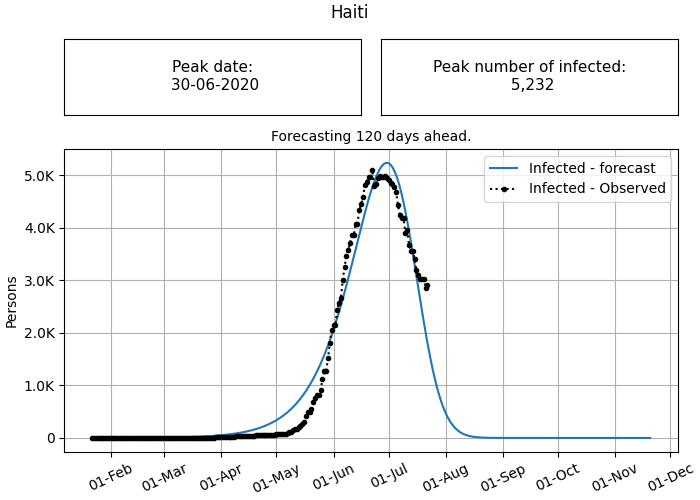 Haiti
Peak date:
30-06-2020
Peak number of infected:
5,232
Forecasting 120 days ahead.
Infected - forecast
Infected - Observed
Persons
5.0K
4.0K
3.0K
2.0K
1.0K
0
01-Feb
01-Mar
01-Apr
01-May
01-Jun
01-Jul
01-Aug
01-Sep
01-Oct
01-Nov
01-Dec